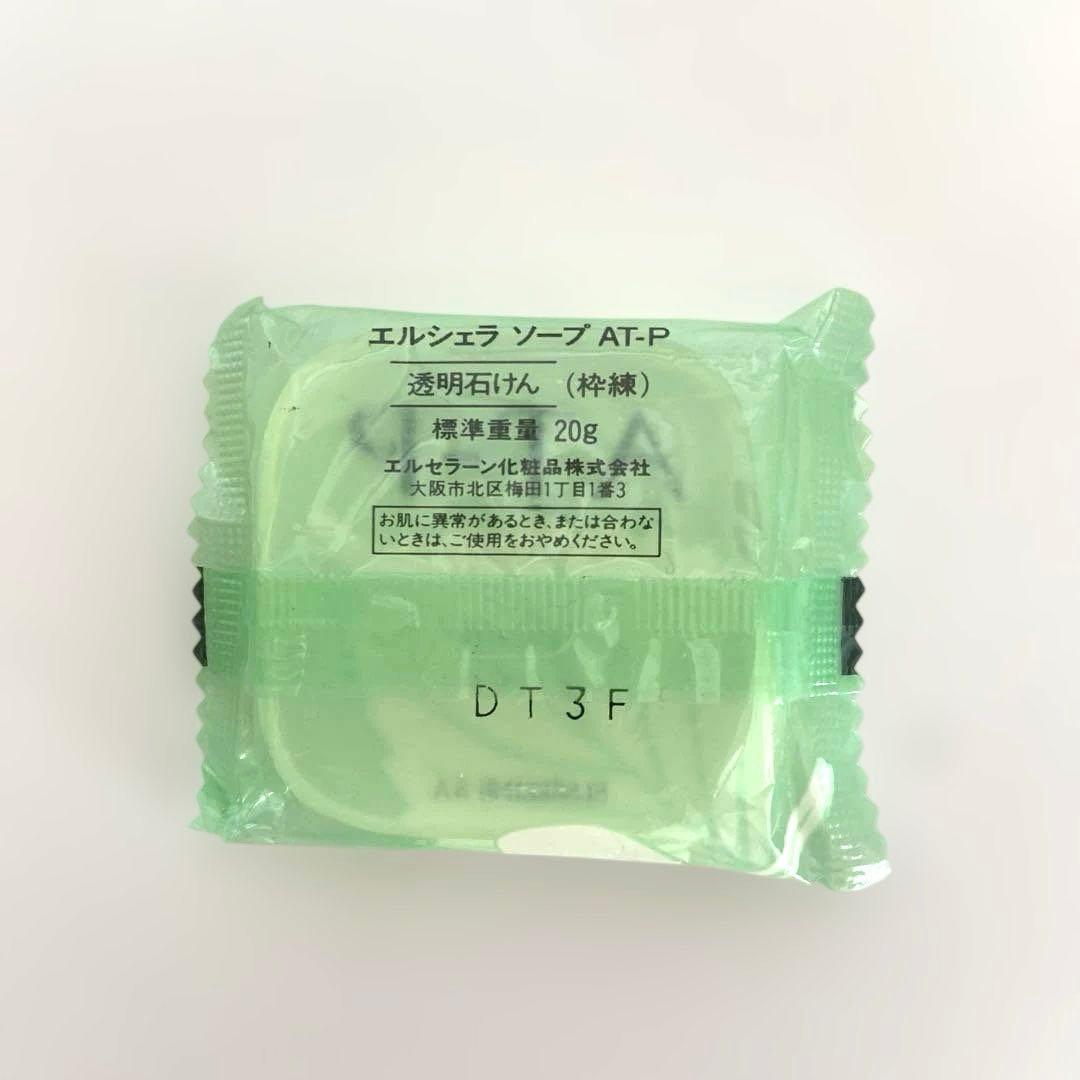 エルシェラ ソープ AT-P
透明石けん (枠練)
標準重量 20g
エルセラーン化粧品株式会社
大阪市北区梅田1丁目1番3
お肌に異常があるとき、または合わな
いときは、ご使用をおやめください。
DT3F